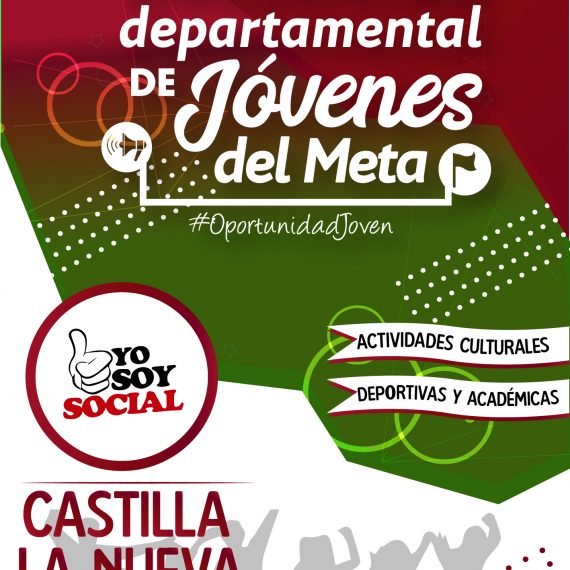 departamental
DE Jóvenes
del Meta
#OportunidadJoven
YO
SOY
SOCIAL
ACTIVIDADES CULTURALES
DEPORTIVAS Y ACADÉMICAS
CASTILLA
LA NUEVA